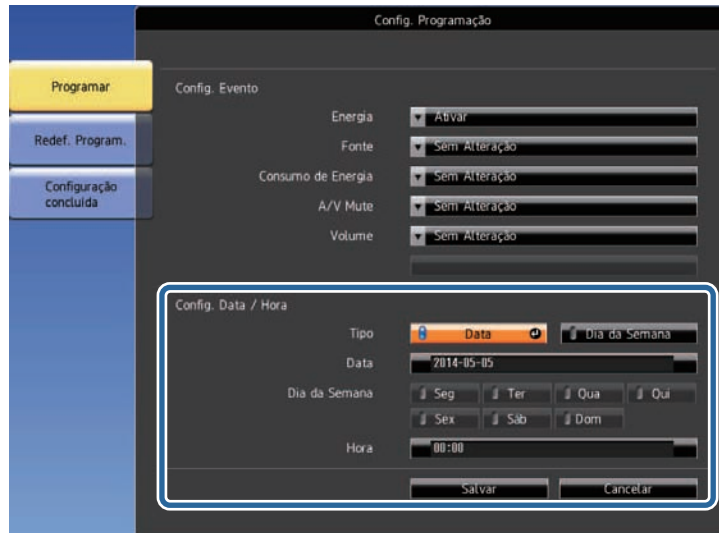 Config. Programação
Programar
Redef. Program.
Configuração
concluída
Config. Evento
Energia Ativar
Fonte Sem Alteração
Consumo de Energia Sem Alteração
A/V Mute Sem Alteração
Volume Sem Alteração
Config. Data / Hora
Tipo Data Dia da Semana
Data 2014-05-05
Dia da Semana Seg Ter Qua Qui
Sex Sáb Dom
Hora 00:00
Salvar Cancelar